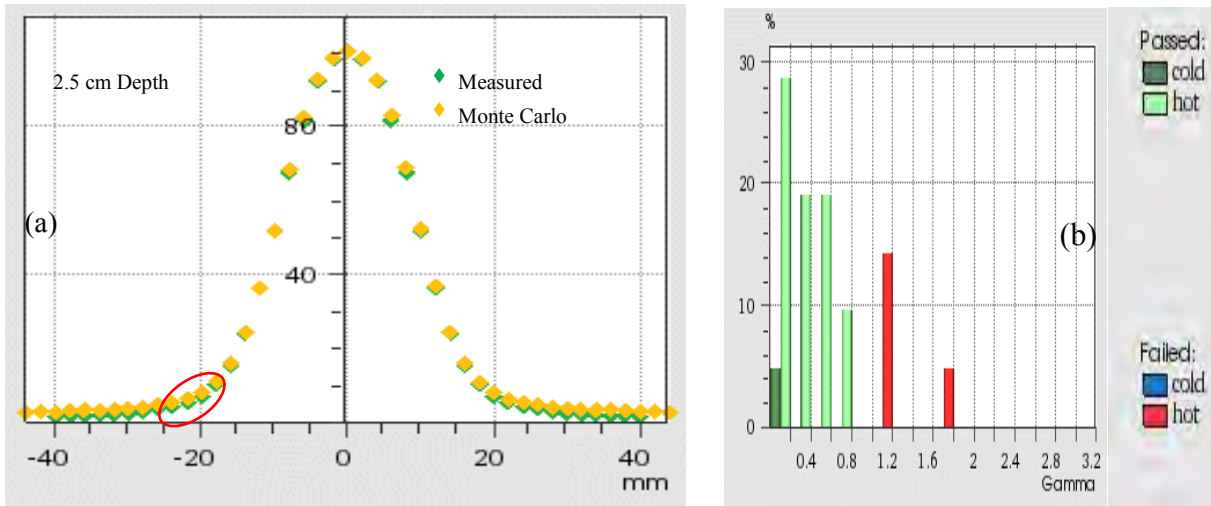 2.5 cm Depth
Measured
Monte Carlo
80
40
(a)
-40 -20 0 20 40
mm
%
30
20
10
0
0.4 0.8 1.2 1.6 2 2.4 2.8 3.2
Gamma
(b)
Passed:
cold
hot
Failed:
cold
hot